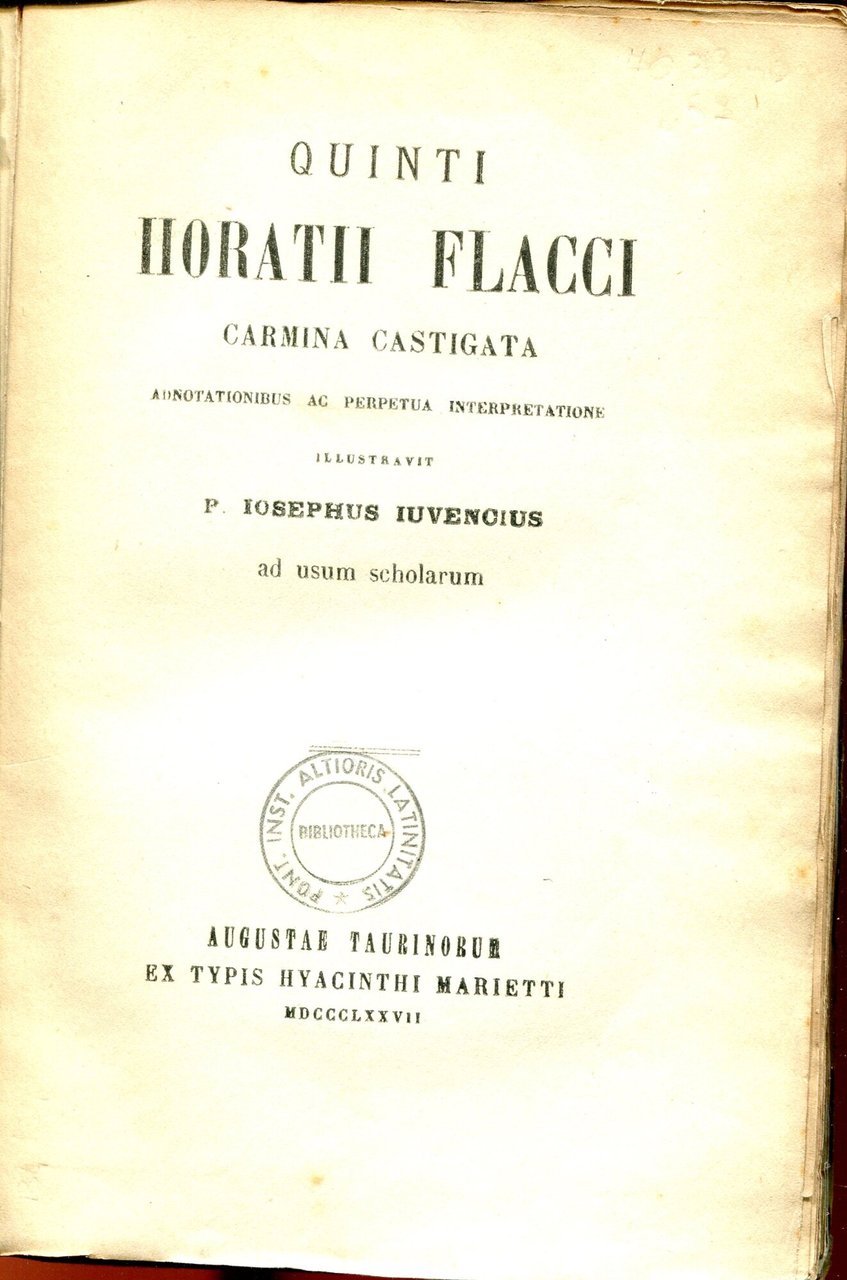 QUINTI
HORATII FLACCI
CARMINA CASTIGATA
ADNOTATIONIBUS AC PERPETUA INTERPRETATIONE
ILLUSTRAVIT
P. IOSEPHUS IUVENCIUS
ad usum scholarum
PONT. INST. ALTIORIS LATINITATIS
BIBLIOTHECA
AUGUSTAE TAURINORUM
EX TYPIS HYACINTHI MARIETTI
MDCCCLXXVII